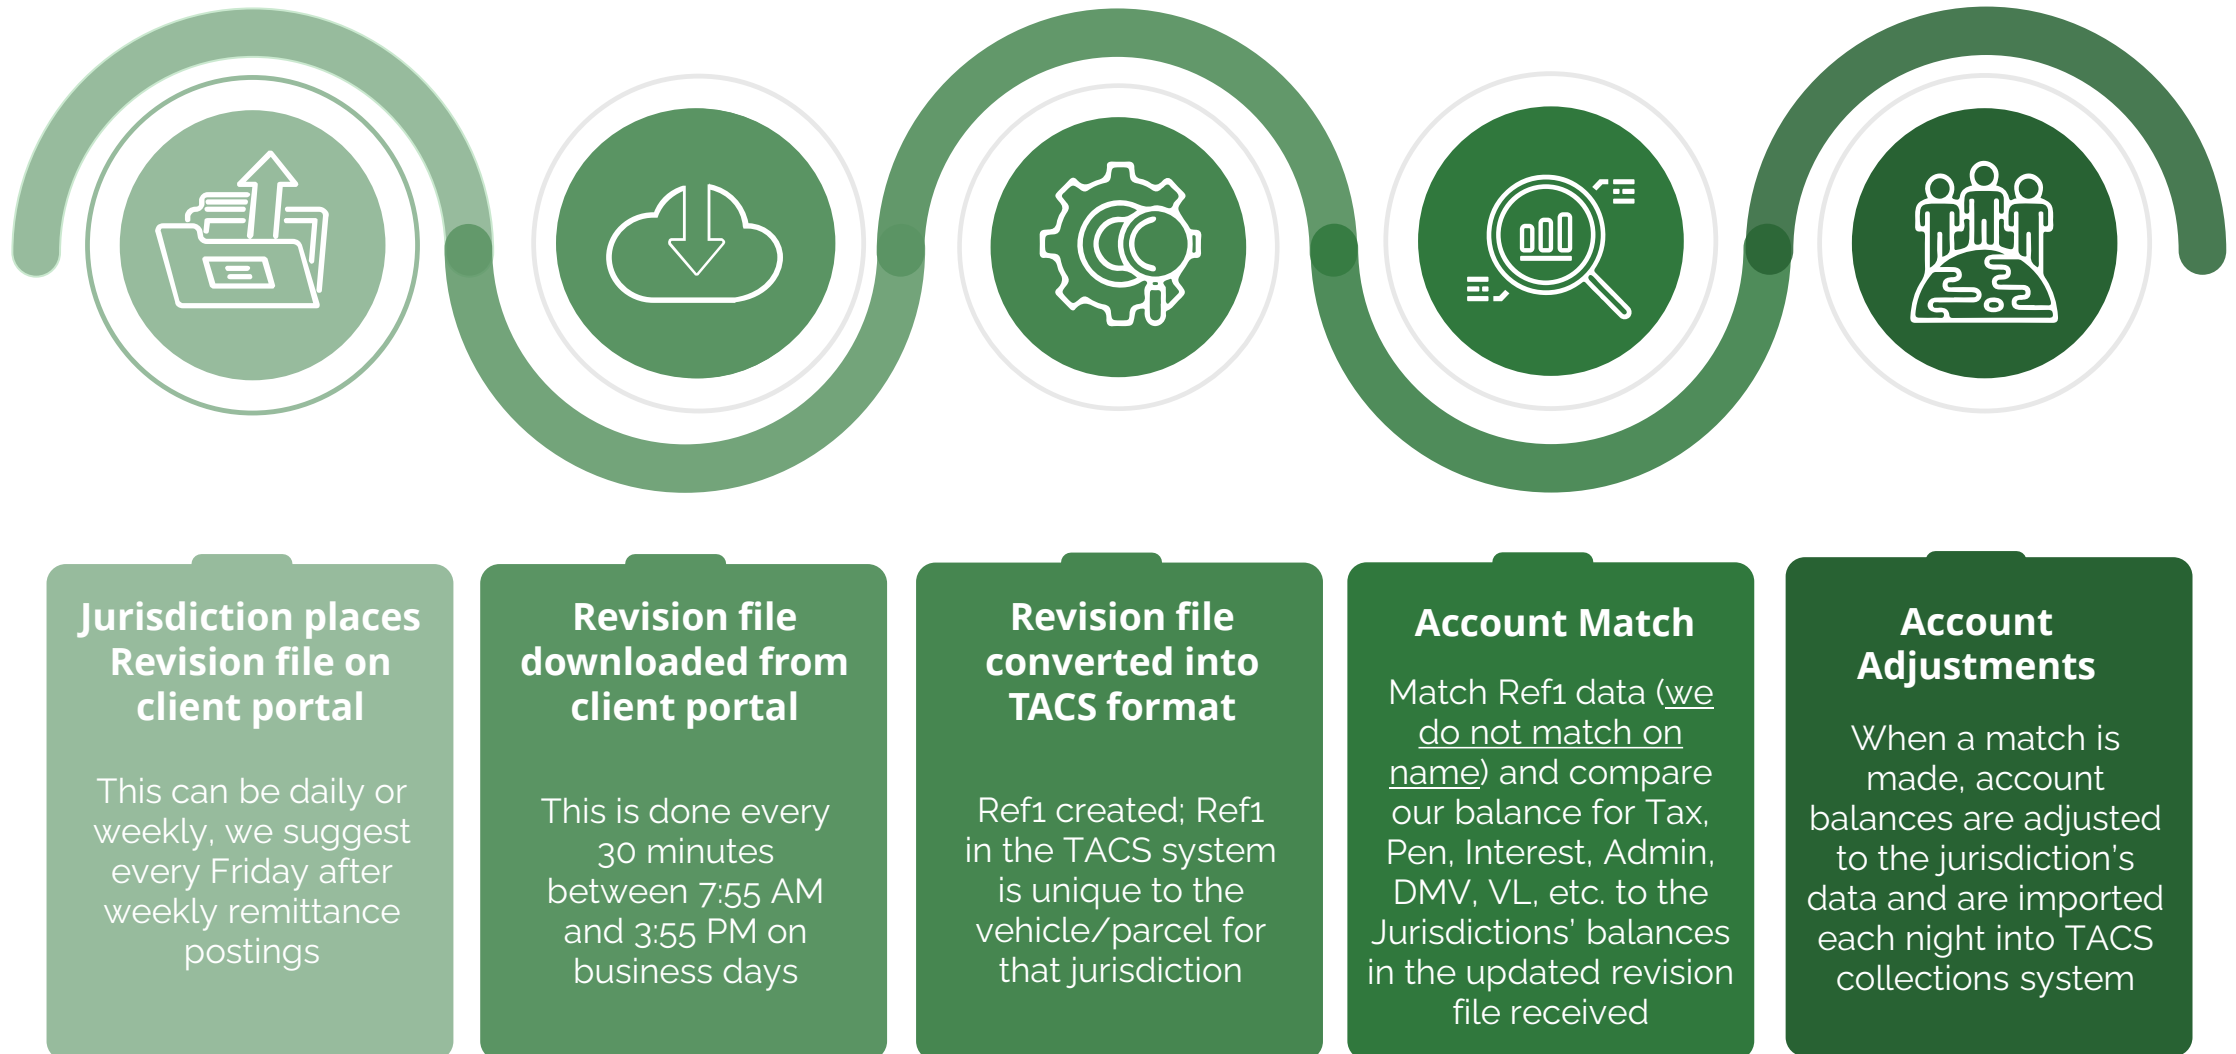 Jurisdiction places
Revision file on
client portal
This can be daily or
weekly, we suggest
every Friday after
weekly remittance
postings
Revision file
downloaded from
client portal
This is done every
30 minutes
between 7:55 AM
and 3:55 PM on
business days
Revision file
converted into
TACS format
Ref1 created; Ref1
in the TACS system
is unique to the
vehicle/parcel for
that jurisdiction
Account Match
Match Ref1 data (we
do not match on
name) and compare
our balance for Tax,
Pen, Interest, Admin,
DMV, VL, etc. to the
Jurisdictions’ balances
in the updated revision
file received
Account
Adjustments
When a match is
made, account
balances are adjusted
to the jurisdiction’s
data and are imported
each night into TACS
collections system